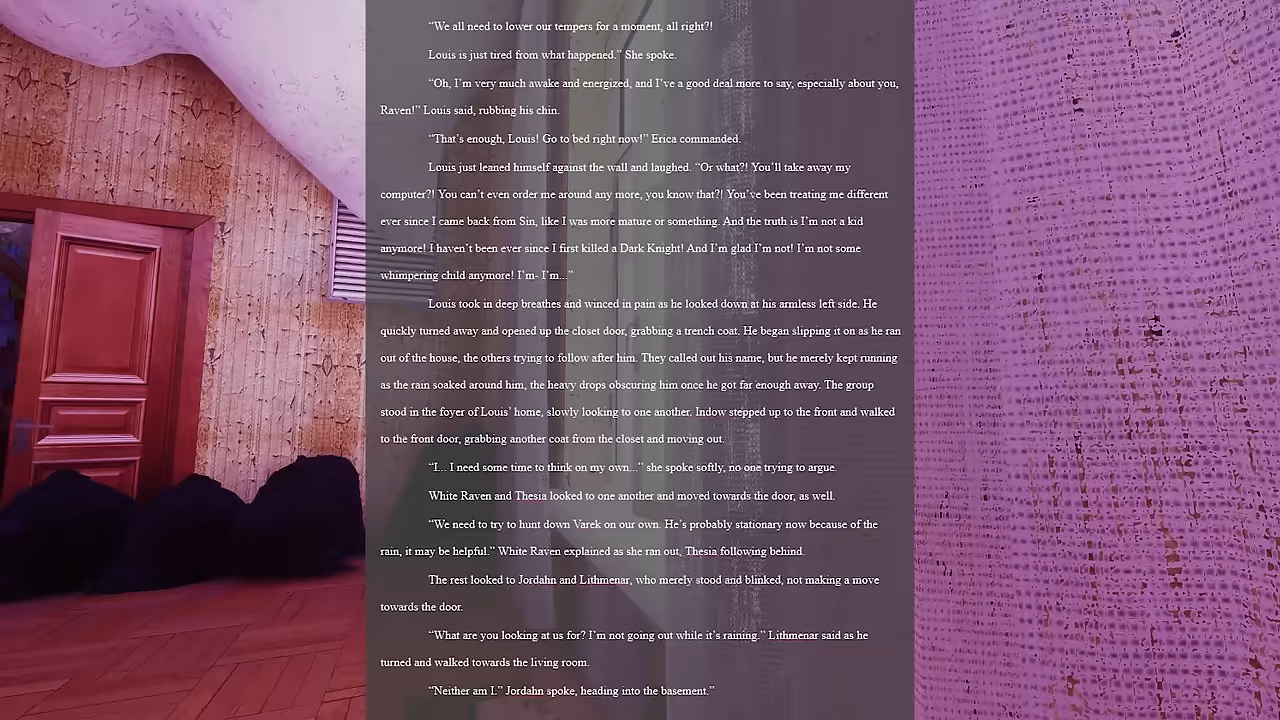 “We all need to lower our tempers for a moment, all right?!
Louis is just tired from what happened.” She spoke.
“Oh, I’m very much awake and energized, and I’ve a good deal more to say, especially about you,
Raven!” Louis said, rubbing his chin.
“That’s enough, Louis! Go to bed right now!” Erica commanded.
Louis just leaned himself against the wall and laughed. “Or what?! You’ll take away my
computer?! You can’t even order me around any more, you know that?! You’ve been treating me different
ever since I came back from Sin, like I was more mature or something. And the truth is I’m not a kid
anymore! I haven’t been ever since I first killed a Dark Knight! And I’m glad I’m not! I’m not some
whimpering child anymore! I’m- I’m...”
Louis took in deep breathes and winced in pain as he looked down at his armless left side. He
quickly turned away and opened up the closet door, grabbing a trench coat. He began slipping it on as he ran
out of the house, the others trying to follow after him. They called out his name, but he merely kept running
as the rain soaked around him, the heavy drops obscuring him once he got far enough away. The group
stood in the foyer of Louis’ home, slowly looking to one another. Indow stepped up to the front and walked
to the front door, grabbing another coat from the closet and moving out.
“I... I need some time to think on my own...” she spoke softly, no one trying to argue.
White Raven and Thesia looked to one another and moved towards the door, as well.
“We need to try to hunt down Varek on our own. He’s probably stationary now because of the
rain, it may be helpful.” White Raven explained as she ran out, Thesia following behind.
The rest looked to Jordahn and Lithmenar, who merely stood and blinked, not making a move
towards the door.
“What are you looking at us for? I’m not going out while it’s raining.” Lithmenar said as he
turned and walked towards the living room.
“Neither am I.” Jordahn spoke, heading into the basement.”